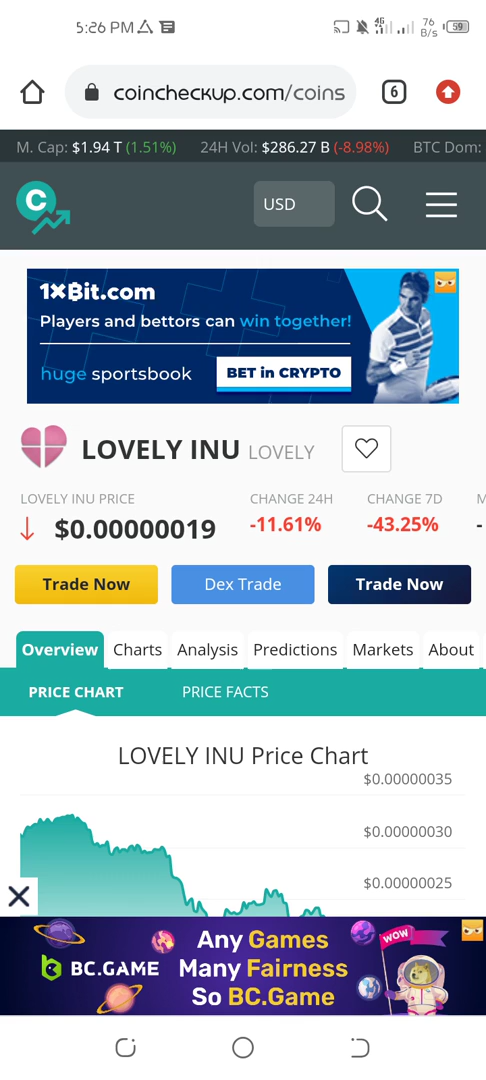 5:26 PM
4G
76
B/s
59
coincheckup.com/coins
6
M. Cap: $1.94 T (1.51%) 24H Vol: $286.27 B (-8.98%) BTC Dom:
C
USD
1×Bit.com
Players and bettors can win together!
huge sportsbook
BET in CRYPTO
LOVELY INU LOVELY
LOVELY INU PRICE
CHANGE 24H
CHANGE 7D
M
↓ $0.00000019
-11.61%
-43.25%
-
Trade Now
Dex Trade
Trade Now
Overview
Charts
Analysis
Predictions
Markets
About
PRICE CHART
PRICE FACTS
LOVELY INU Price Chart
$0.00000035
$0.00000030
$0.00000025
BC.GAME
Any Games
Many Fairness
So BC.Game
WOW